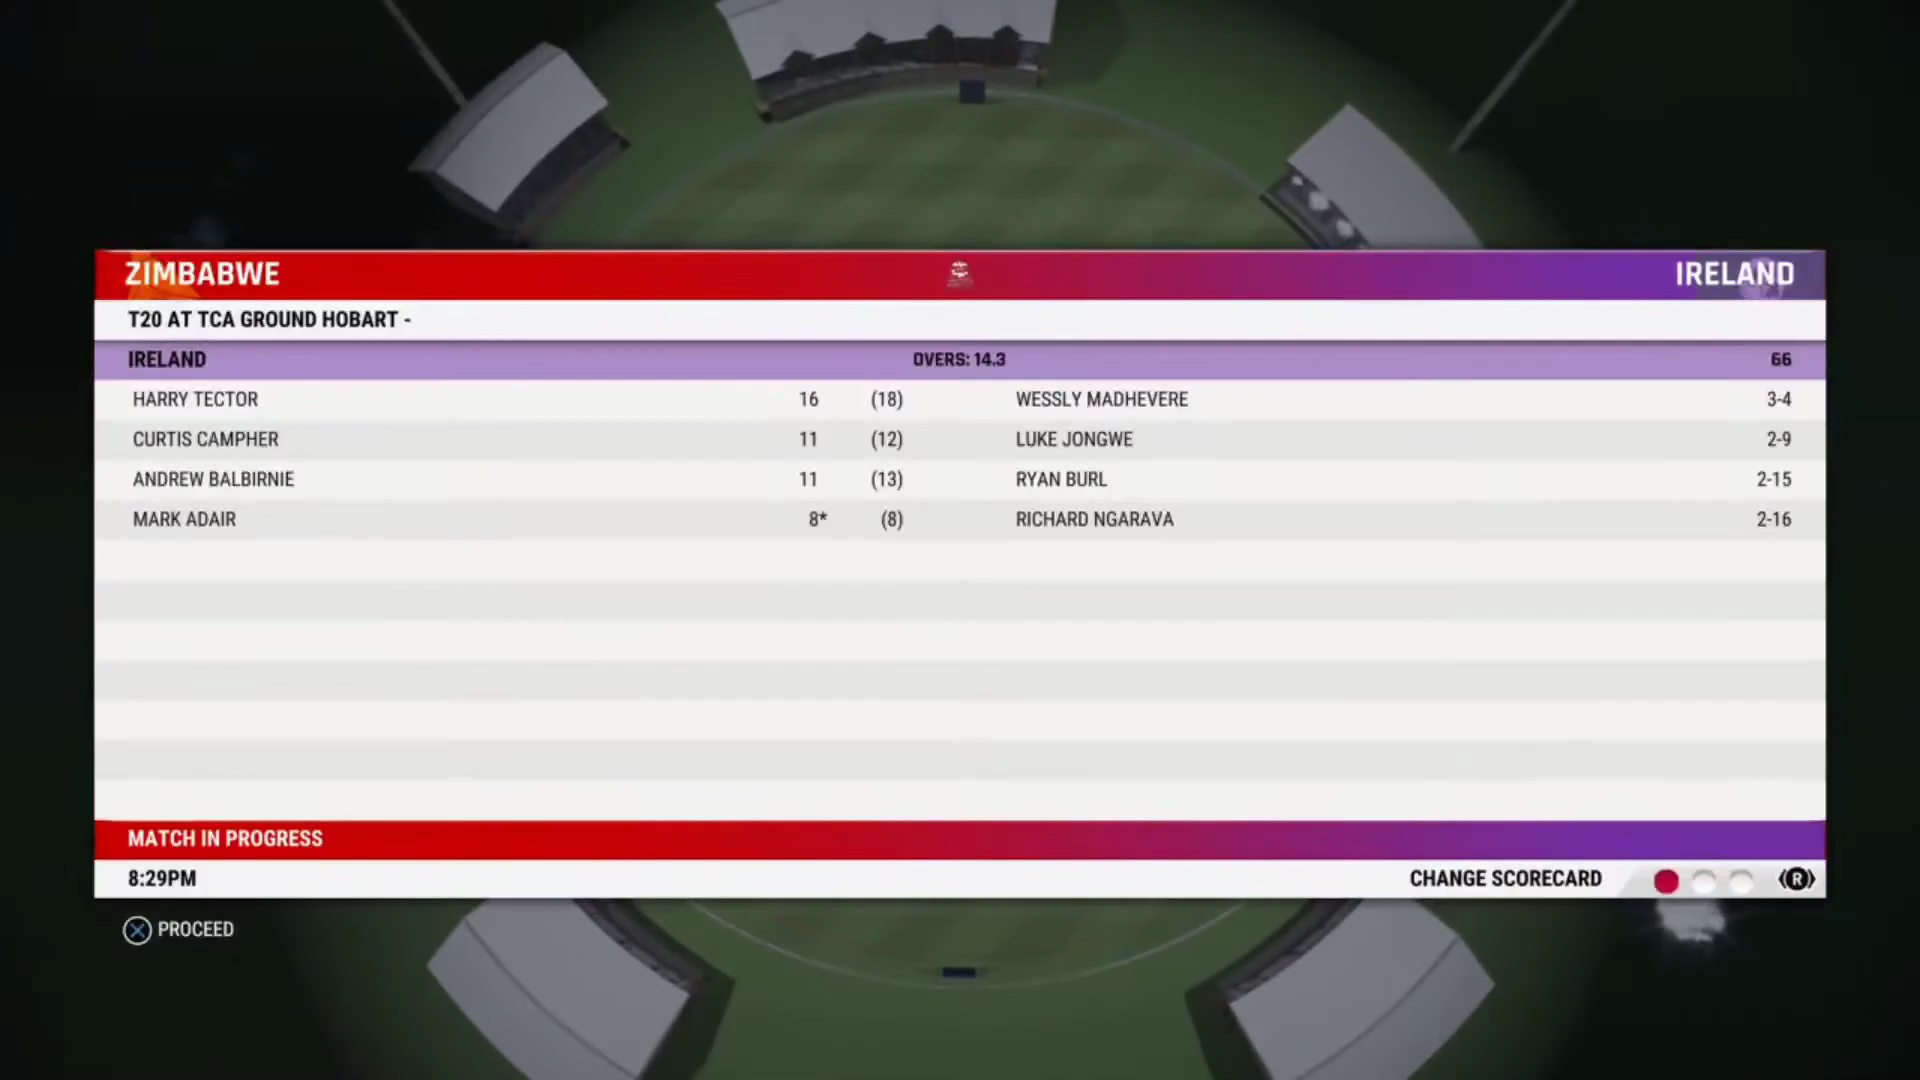 ZIMBABWE IRELAND
T20 AT TCA GROUND HOBART -
IRELAND OVERS: 14.3 66
HARRY TECTOR 16 (18) WESSLY MADHEVERE 3-4
CURTIS CAMPHER 11 (12) LUKE JONGWE 2-9
ANDREW BALBIRNIE 11 (13) RYAN BURL 2-15
MARK ADAIR 8* (8) RICHARD NGARAVA 2-16
MATCH IN PROGRESS
8:29PM CHANGE SCORECARD R
PROCEED